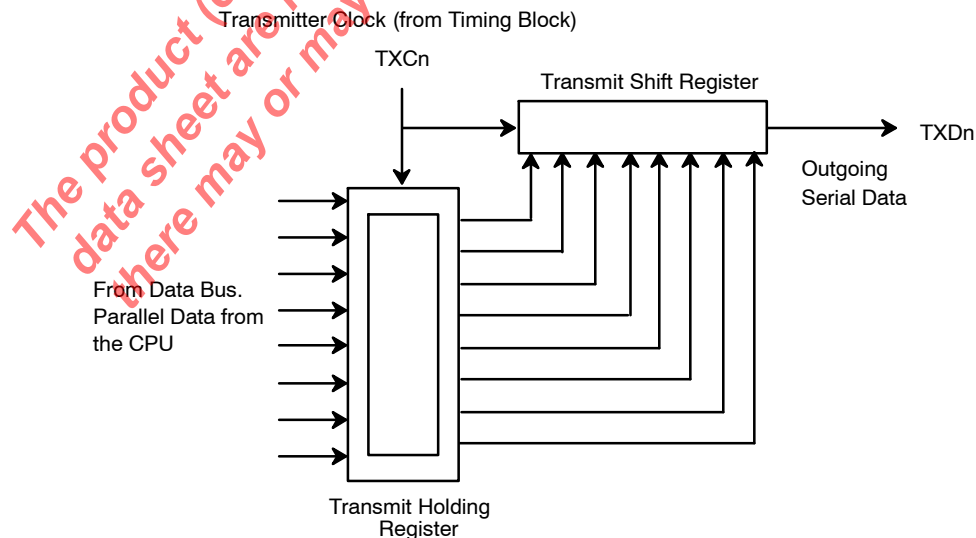 Transmitter Clock (from Timing Block)
TXCn
Transmit Shift Register
TXDn
Outgoing
Serial Data
From Data Bus.
Parallel Data from
the CPU
Transmit Holding
Register
The product
data sheet are
there may or may